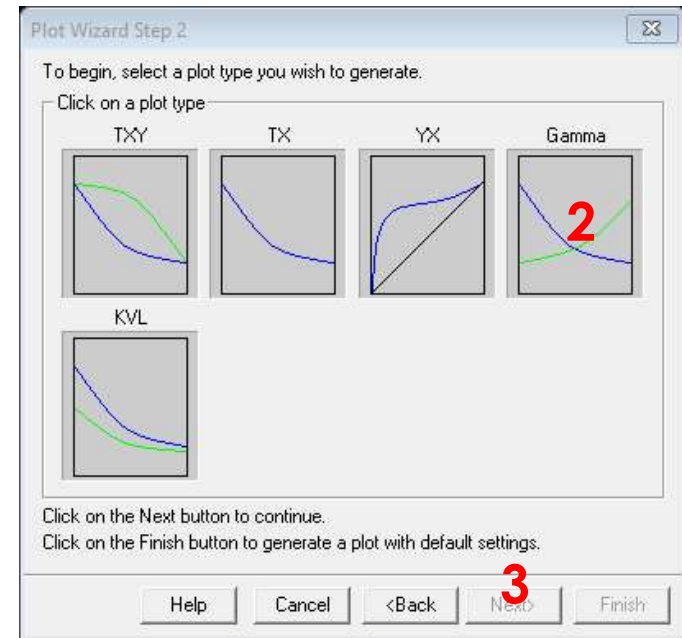 Plot Wizard Step 2
To begin, select a plot type you wish to generate.
Click on a plot type
TXY TX YX Gamma
2
KVL
Click on the Next button to continue.
Click on the Finish button to generate a plot with default settings.
3
Help Cancel <Back Next> Finish